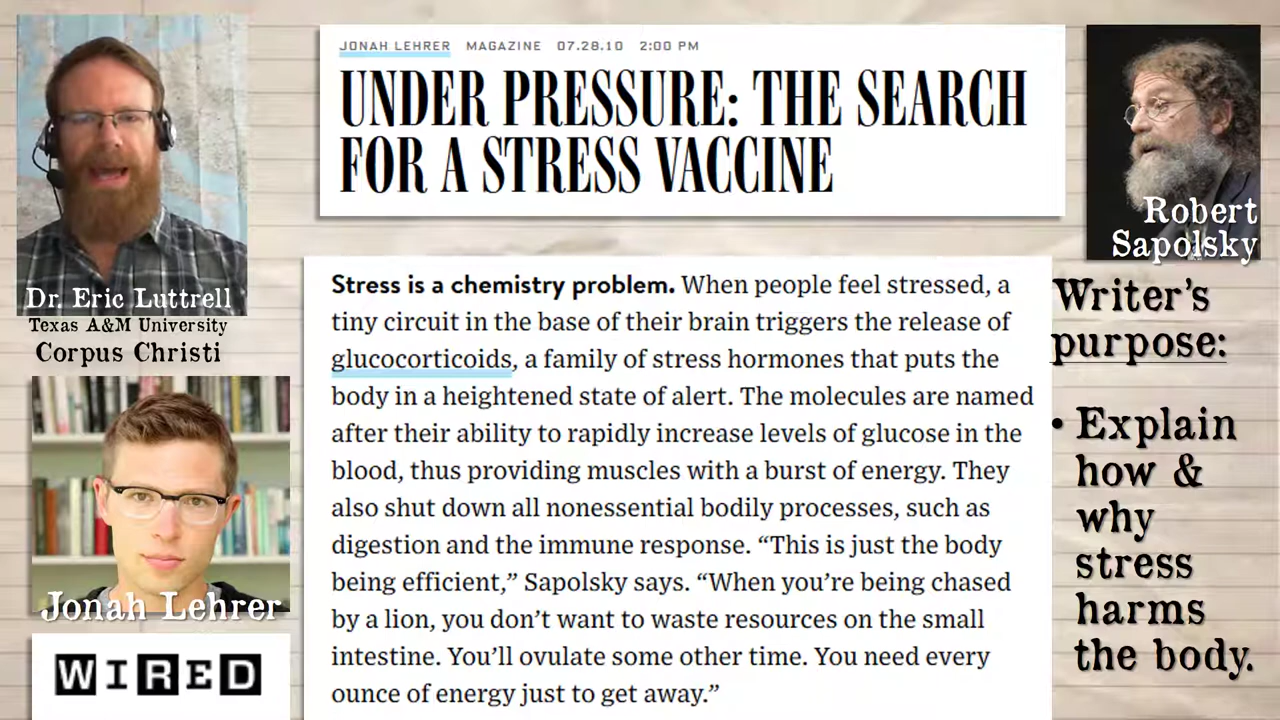 JONAH LEHRER MAGAZINE 07.28.10 2:00 PM
UNDER PRESSURE: THE SEARCH
FOR A STRESS VACCINE
Robert
Sapolsky
Dr. Eric Luttrell
Texas A&M University
Corpus Christi
Jonah Lehrer
WIRED
Stress is a chemistry problem. When people feel stressed, a
tiny circuit in the base of their brain triggers the release of
glucocorticoids, a family of stress hormones that puts the
body in a heightened state of alert. The molecules are named
after their ability to rapidly increase levels of glucose in the
blood, thus providing muscles with a burst of energy. They
also shut down all nonessential bodily processes, such as
digestion and the immune response. “This is just the body
being efficient,” Sapolsky says. “When you’re being chased
by a lion, you don’t want to waste resources on the small
intestine. You’ll ovulate some other time. You need every
ounce of energy just to get away.”
Writer’s
purpose:
• Explain
how &
why
stress
harms
the body.